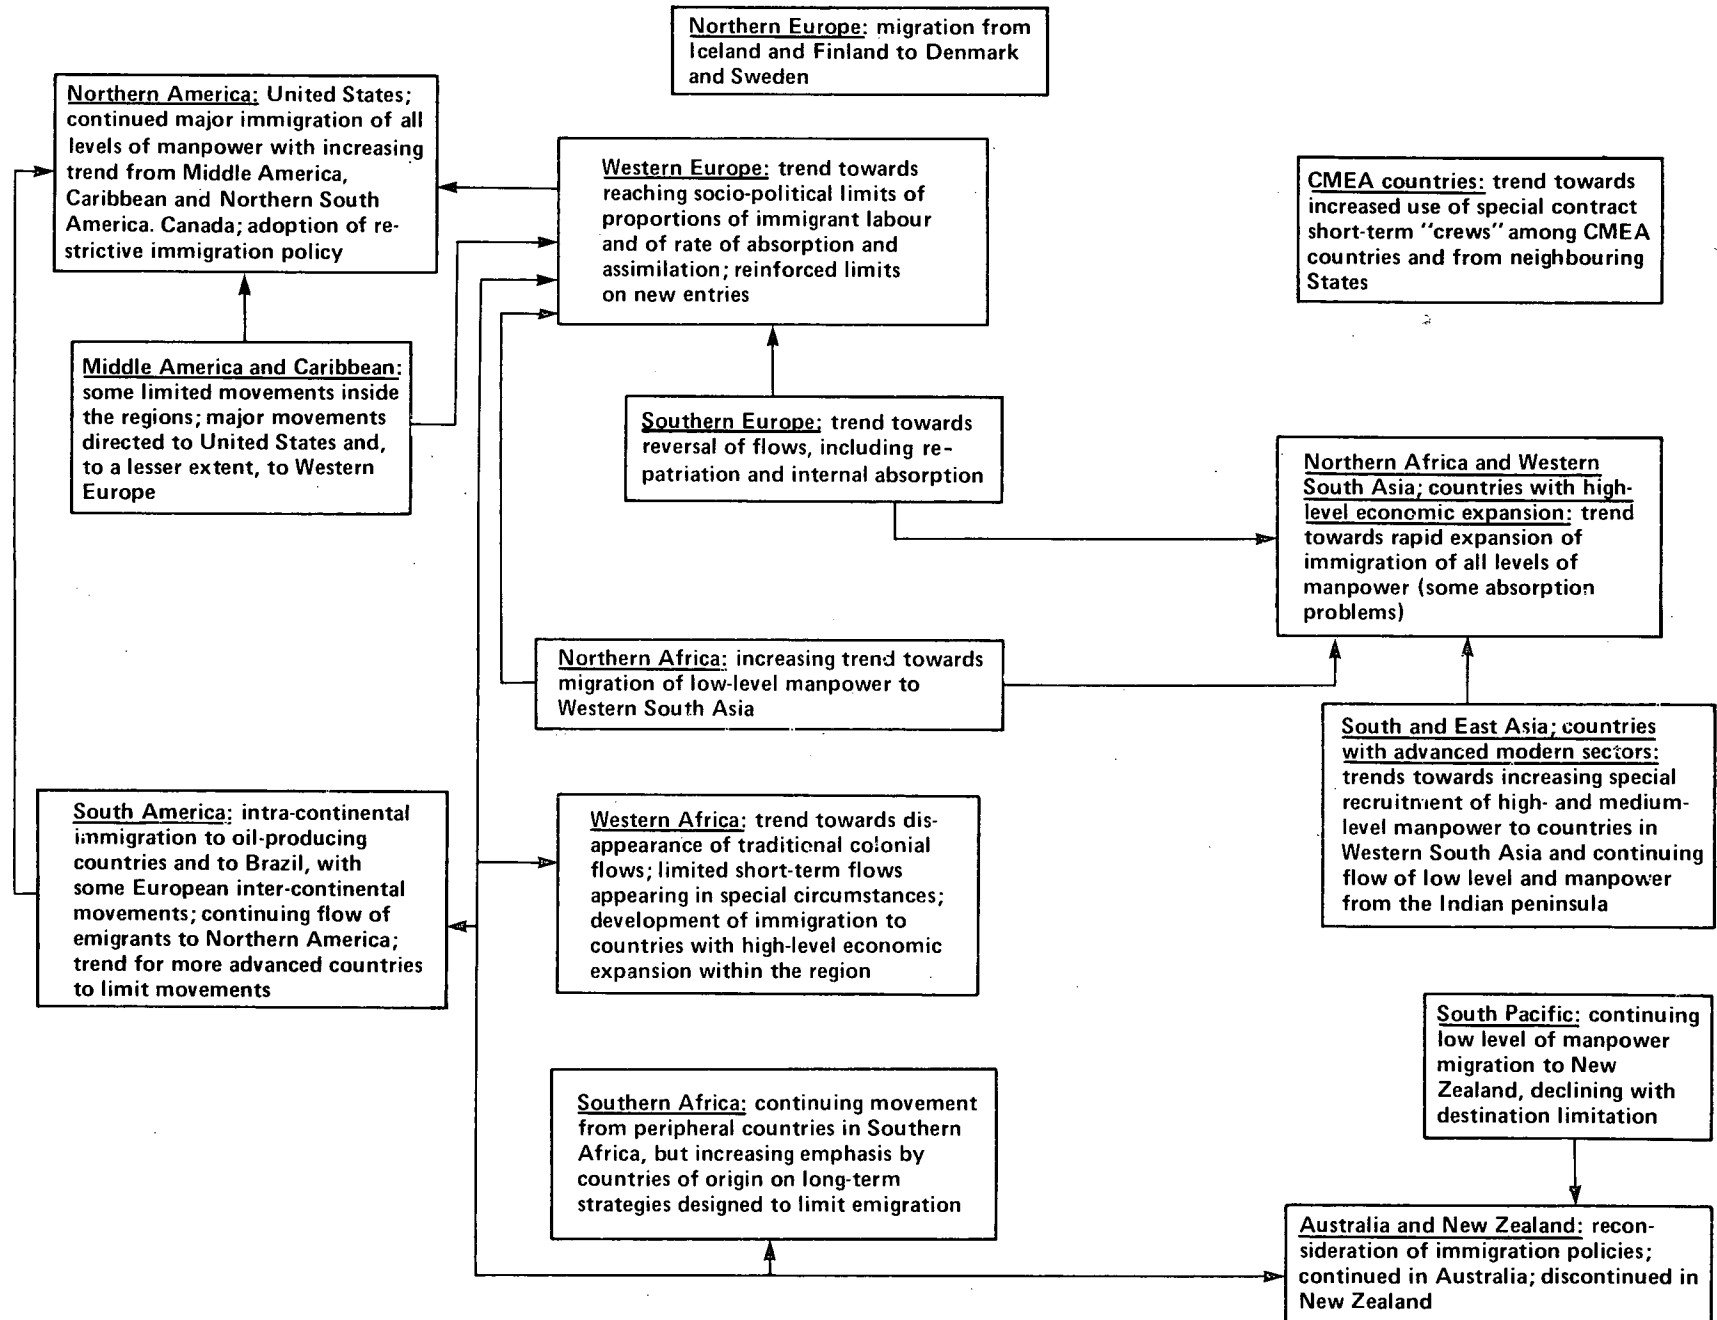 Northern Europe: migration from
Iceland and Finland to Denmark
and Sweden
Northern America: United States;
continued major immigration of all
levels of manpower with increasing
trend from Middle America,
Caribbean and Northern South
America. Canada; adoption of re-
strictive immigration policy
Western Europe: trend towards
reaching socio-political limits of
proportions of immigrant labour
and of rate of absorption and
assimilation; reinforced limits
on new entries
CMEA countries: trend towards
increased use of special contract
short-term "crews" among CMEA
countries and from neighbouring
States
Middle America and Caribbean:
some limited movements inside
the regions; major movements
directed to United States and,
to a lesser extent, to Western
Europe
Southern Europe: trend towards
reversal of flows, including re-
patriation and internal absorption
Northern Africa and Western
South Asia; countries with high-
level economic expansion: trend
towards rapid expansion of
immigration of all levels of
manpower (some absorption
problems)
Northern Africa: increasing trend towards
migration of low-level manpower to
Western South Asia
South and East Asia; countries
with advanced modern sectors:
trends towards increasing special
recruitment of high- and medium-
level manpower to countries in
Western South Asia and continuing
flow of low level and manpower
from the Indian peninsula
South America: intra-continental
immigration to oil-producing
countries and to Brazil, with
some European inter-continental
movements; continuing flow of
emigrants to Northern America;
trend for more advanced countries
to limit movements
Western Africa: trend towards dis-
appearance of traditional colonial
flows; limited short-term flows
appearing in special circumstances;
development of immigration to
countries with high-level economic
expansion within the region
South Pacific: continuing
low level of manpower
migration to New
Zealand, declining with
destination limitation
Southern Africa: continuing movement
from peripheral countries in Southern
Africa, but increasing emphasis by
countries of origin on long-term
strategies designed to limit emigration
Australia and New Zealand: recon-
sideration of immigration policies;
continued in Australia; discontinued in
New Zealand